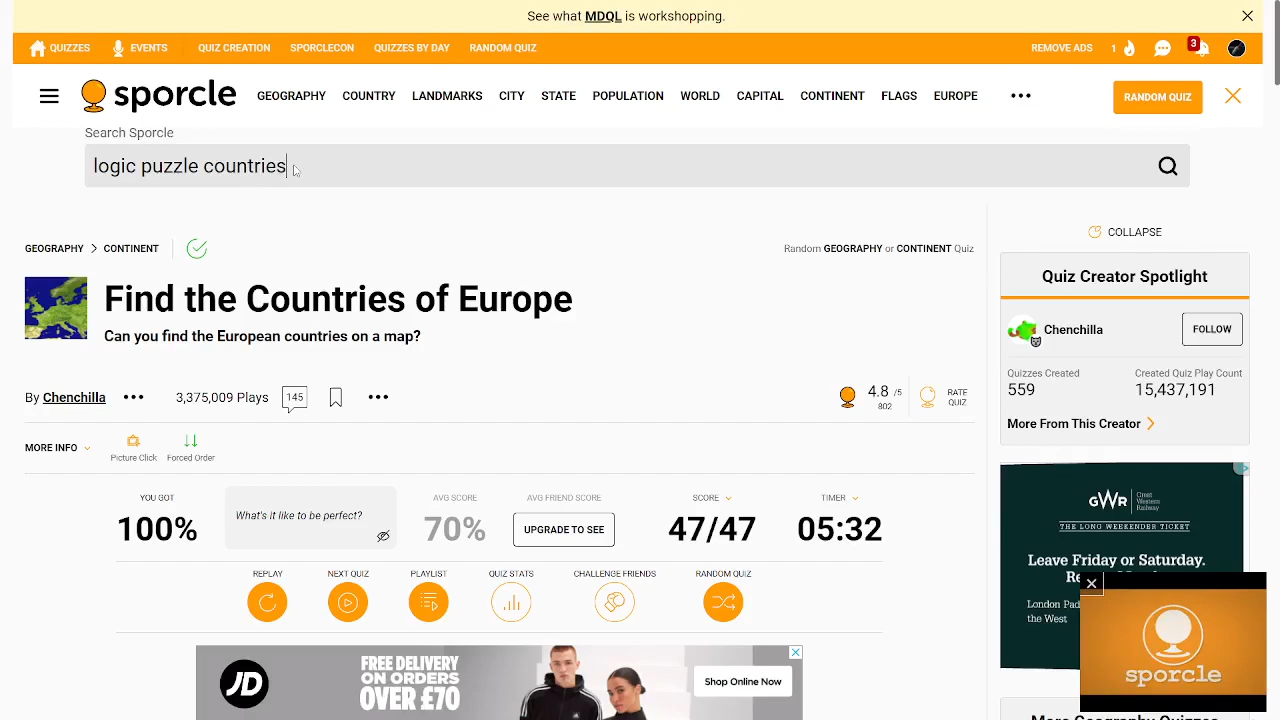 See what MDQL is workshopping.
QUIZZES EVENTS QUIZ CREATION SPORCLECON QUIZZES BY DAY RANDOM QUIZ REMOVE ADS 1 3
sporcle GEOGRAPHY COUNTRY LANDMARKS CITY STATE POPULATION WORLD CAPITAL CONTINENT FLAGS EUROPE ••• RANDOM QUIZ
Search Sporcle
logic puzzle countries
GEOGRAPHY > CONTINENT
Random GEOGRAPHY or CONTINENT Quiz
Find the Countries of Europe
Can you find the European countries on a map?
By Chenchilla ••• 3,375,009 Plays 145 •••
4.8 /5
802
RATE
QUIZ
MORE INFO
Picture Click
Forced Order
YOU GOT
100%
What's it like to be perfect?
AVG SCORE
70%
AVG FRIEND SCORE
UPGRADE TO SEE
SCORE
47/47
TIMER
05:32
REPLAY NEXT QUIZ PLAYLIST QUIZ STATS CHALLENGE FRIENDS RANDOM QUIZ
JD
FREE DELIVERY
ON ORDERS
OVER £70
Shop Online Now
COLLAPSE
Quiz Creator Spotlight
Chenchilla
FOLLOW
Quizzes Created
559
Created Quiz Play Count
15,437,191
More From This Creator
GWR Great
Western
Railway
THE LONG WEEKENDER TICKET
Leave Friday or Saturday.
London
the West
sporcle
More Geography Quizzes